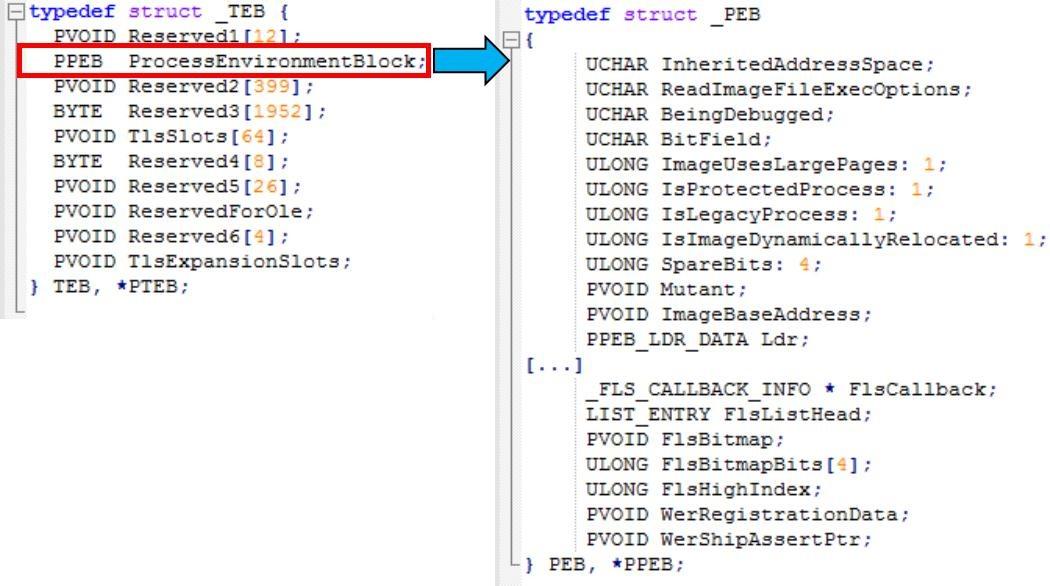 typedef struct _TEB {
PVOID Reserved1[12];
PPEB ProcessEnvironmentBlock;
PVOID Reserved2[399];
BYTE Reserved3[1952];
PVOID TlsSlots[64];
BYTE Reserved4[8];
PVOID Reserved5[26];
PVOID ReservedForOle;
PVOID Reserved6[4];
PVOID TlsExpansionSlots;
} TEB, *PTEB;
typedef struct _PEB
{
UCHAR InheritedAddressSpace;
UCHAR ReadImageFileExecOptions;
UCHAR BeingDebugged;
UCHAR BitField;
ULONG ImageUsesLargePages: 1;
ULONG IsProtectedProcess: 1;
ULONG IsLegacyProcess: 1;
ULONG IsImageDynamicallyRelocated: 1;
ULONG SpareBits: 4;
PVOID Mutant;
PVOID ImageBaseAddress;
PPEB_LDR_DATA Ldr;
[...]
_FLS_CALLBACK_INFO * FlsCallback;
LIST_ENTRY FlsListHead;
PVOID FlsBitmap;
ULONG FlsBitmapBits[4];
ULONG FlsHighIndex;
PVOID WerRegistrationData;
PVOID WerShipAssertPtr;
} PEB, *PPEB;